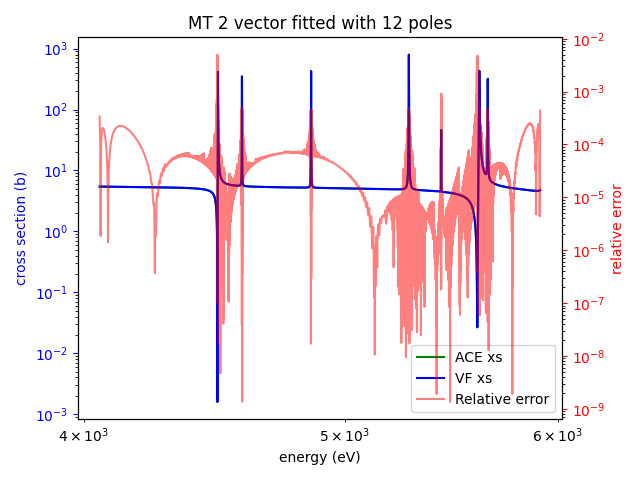 MT 2 vector fitted with 12 poles
cross section (b)
10³
10²
10¹
10⁰
10⁻¹
10⁻²
10⁻³
10⁻²
10⁻³
10⁻⁴
10⁻⁵
10⁻⁶
10⁻⁷
10⁻⁸
10⁻⁹
relative error
ACE xs
VF xs
Relative error
4 × 10³
5 × 10³
6 × 10³
energy (eV)